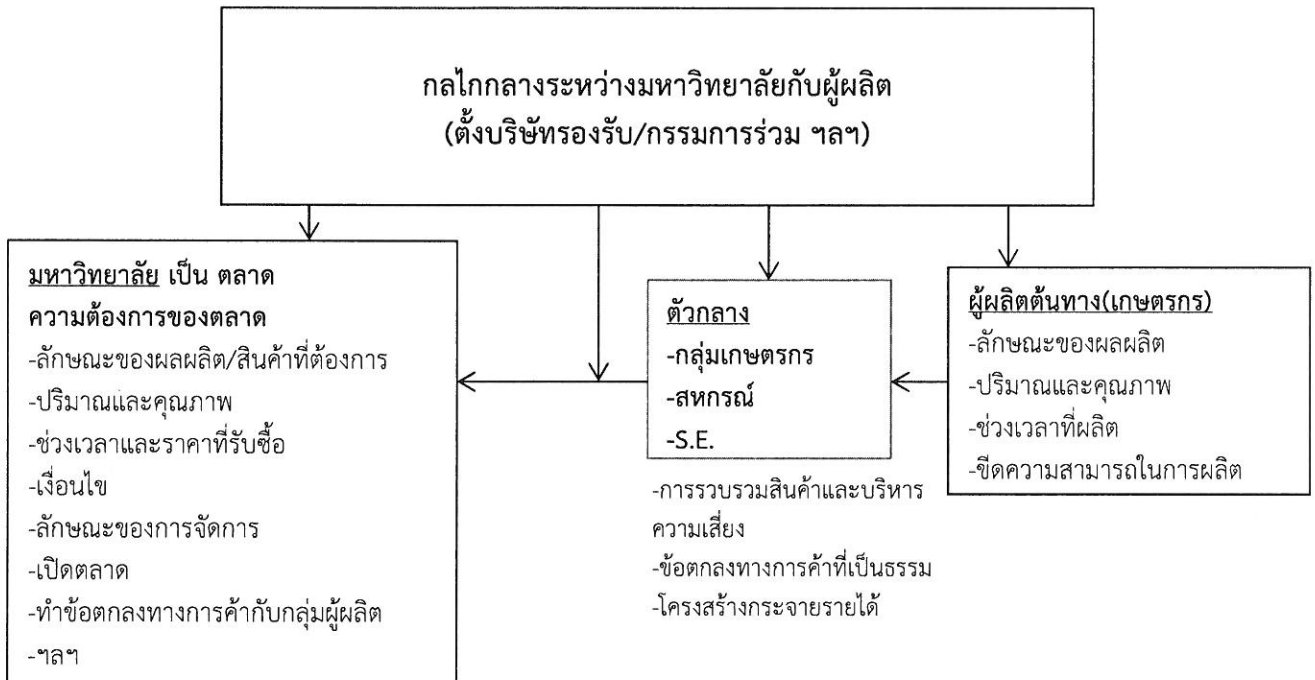 กลไกกลางระหว่างมหาวิทยาลัยกับผู้ผลิต
(ตั้งบริษัทรองรับ/กรรมการร่วม ฯลฯ)
มหาวิทยาลัย เป็น ตลาด
ความต้องการของตลาด
-ลักษณะของผลผลิต/สินค้าที่ต้องการ
-ปริมาณและคุณภาพ
-ช่วงเวลาและราคาที่รับซื้อ
-เงื่อนไข
-ลักษณะของการจัดการ
-เปิดตลาด
-ทำข้อตกลงทางการค้ากับกลุ่มผู้ผลิต
-ฯลฯ
ตัวกลาง
-กลุ่มเกษตรกร
-สหกรณ์
-S.E.
-การรวบรวมสินค้าและบริหาร
ความเสี่ยง
-ข้อตกลงทางการค้าที่เป็นธรรม
-โครงสร้างกระจายรายได้
ผู้ผลิตต้นทาง(เกษตรกร)
-ลักษณะของผลผลิต
-ปริมาณและคุณภาพ
-ช่วงเวลาที่ผลิต
-ขีดความสามารถในการผลิต